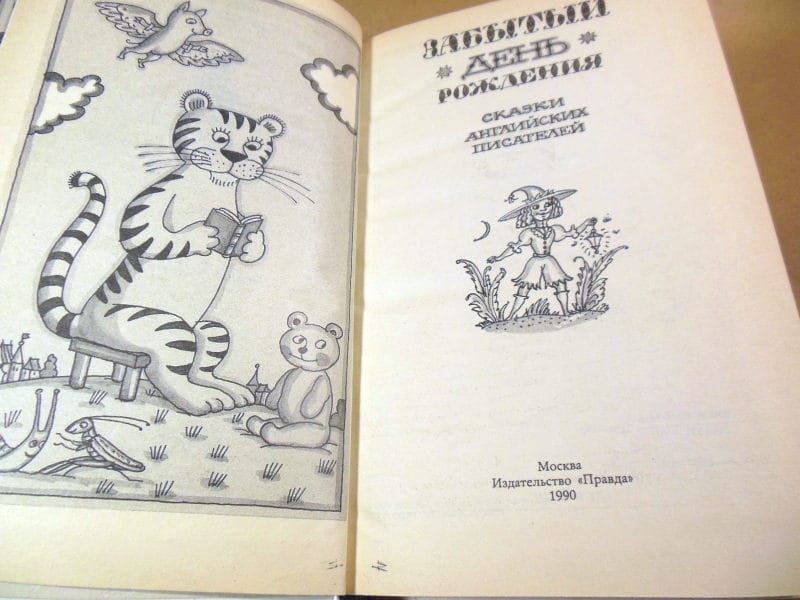 ЗАБЫТЫЙ
ДЕНЬ
РОЖДЕНИЯ
СКАЗКИ
АНГЛИЙСКИХ
ПИСАТЕЛЕЙ
Москва
Издательство «Правда»
1990